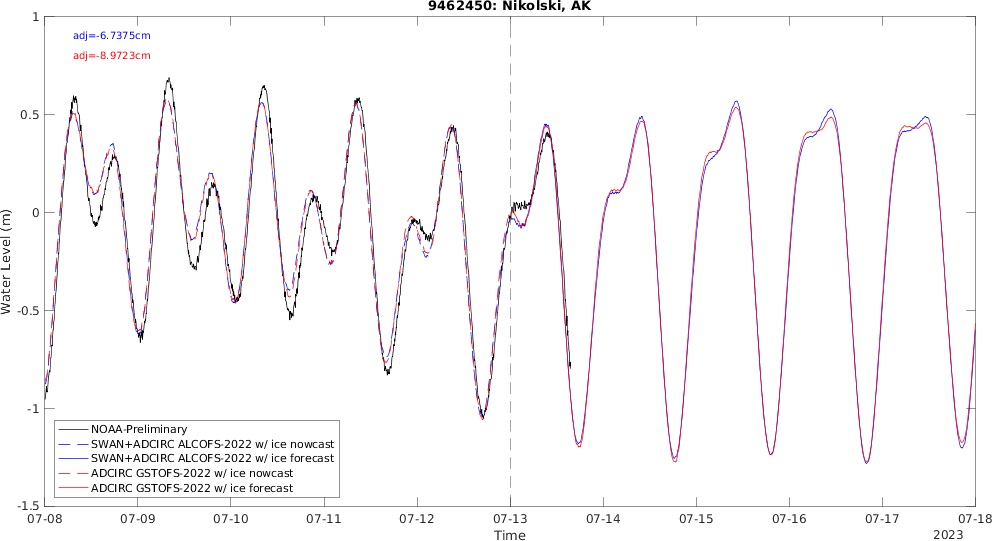 9462450: Nikolski, AK
adj=-6.7375cm
adj=-8.9723cm
1
0.5
0
-0.5
-1
-1.5
Water Level (m)
NOAA-Preliminary
SWAN+ADCIRC ALCOFS-2022 w/ ice nowcast
SWAN+ADCIRC ALCOFS-2022 w/ ice forecast
ADCIRC GSTOFS-2022 w/ ice nowcast
ADCIRC GSTOFS-2022 w/ ice forecast
07-08 07-09 07-10 07-11 07-12 07-13 07-14 07-15 07-16 07-17 07-18
Time
2023